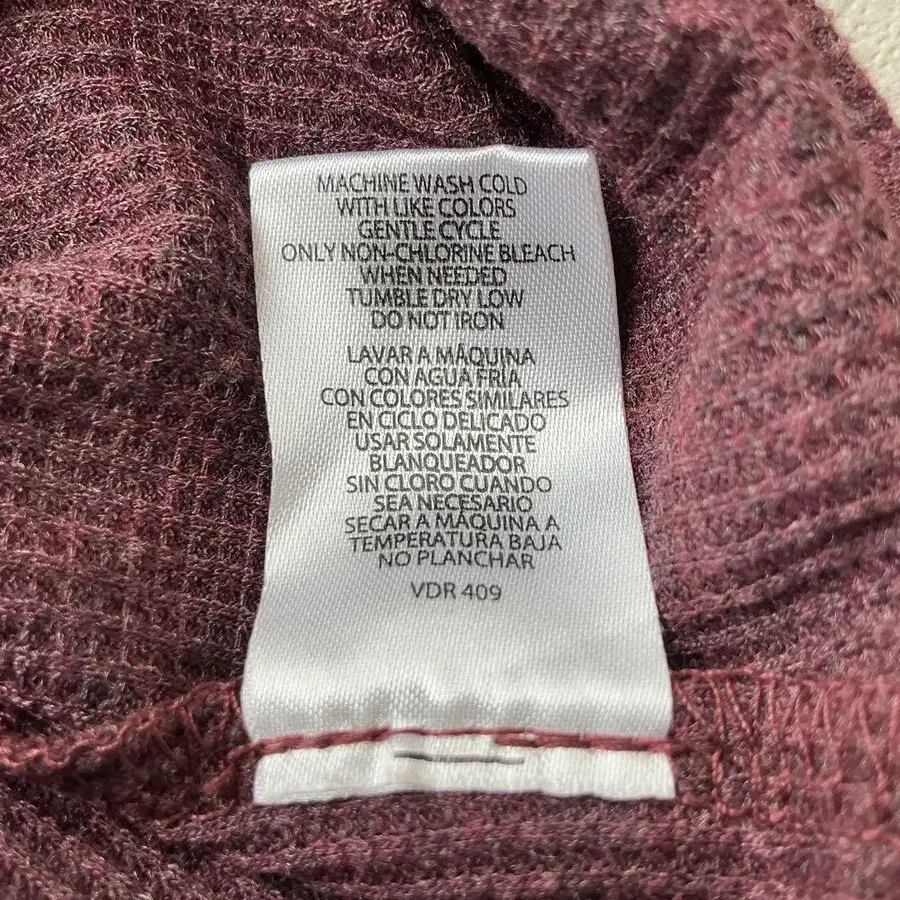 MACHINE WASH COLD
WITH LIKE COLORS
GENTLE CYCLE
ONLY NON-CHLORINE BLEACH
WHEN NEEDED
TUMBLE DRY LOW
DO NOT IRON
LAVAR A MÁQUINA
CON AGUA FRÍA
CON COLORES SIMILARES
EN CICLO DELICADO
USAR SOLAMENTE
BLANQUEADOR
SIN CLORO CUANDO
SEA NECESARIO
SECAR A MÁQUINA A
TEMPERATURA BAJA
NO PLANCHAR
VDR 409